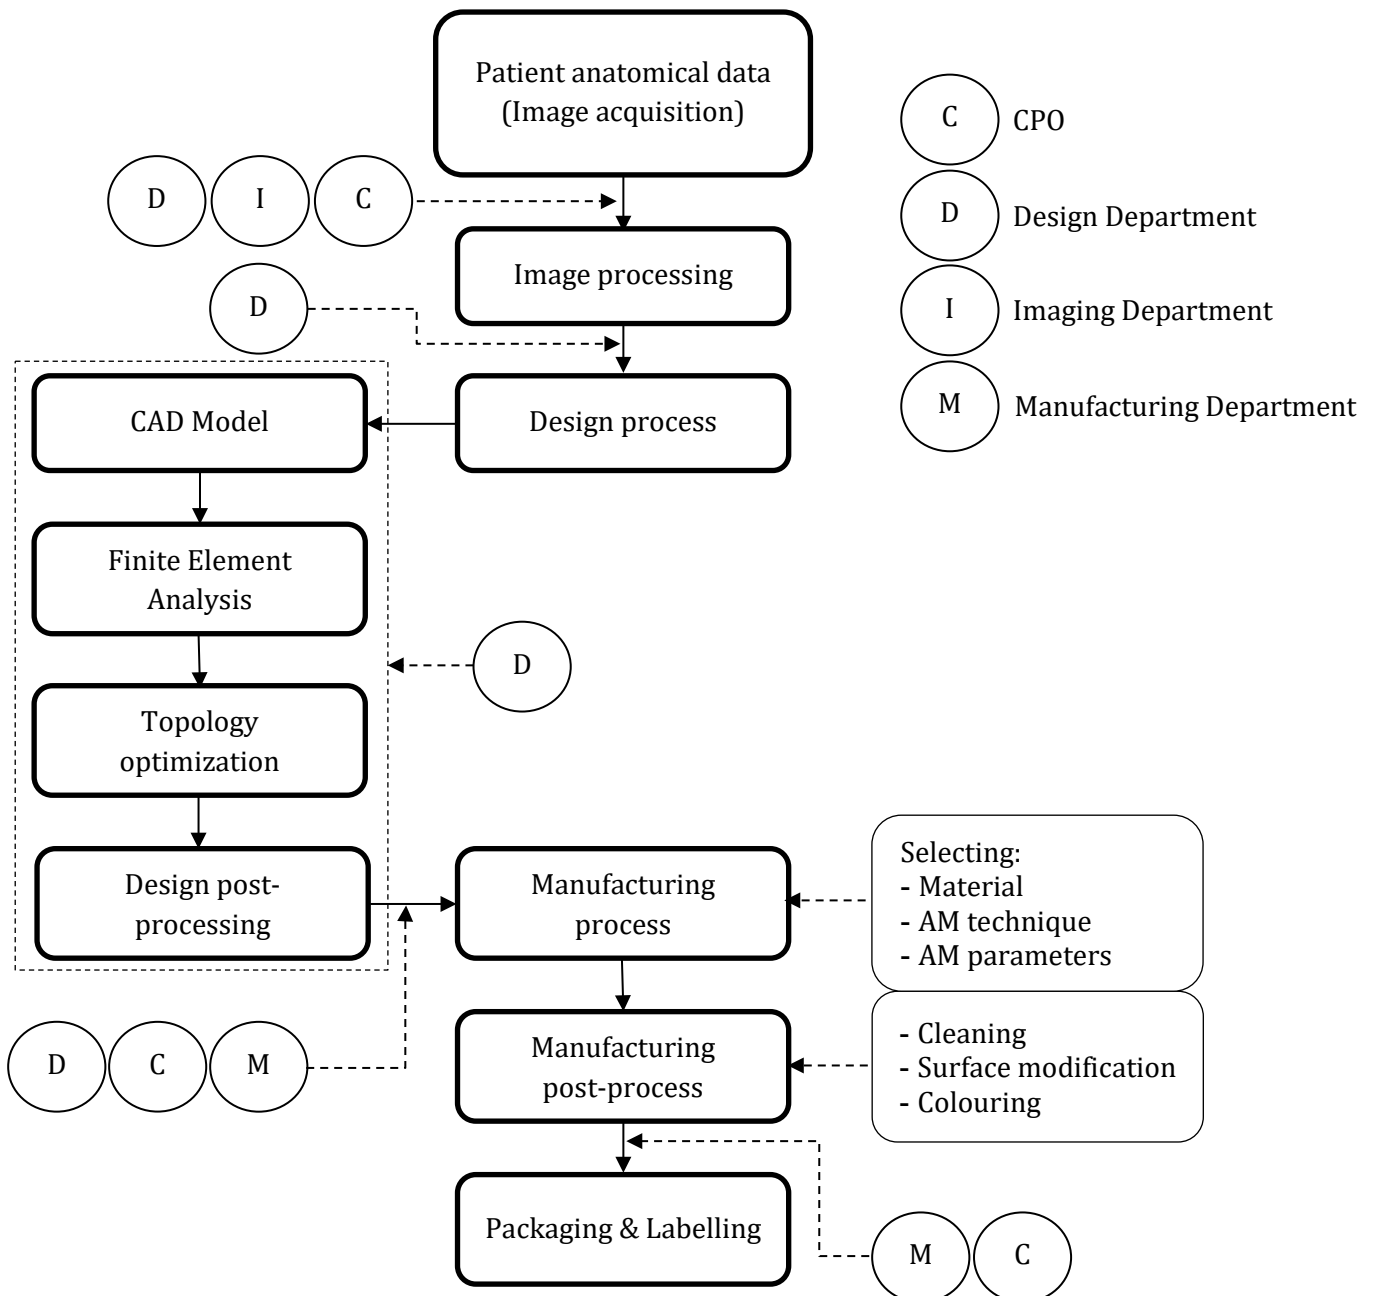 Patient anatomical data
(Image acquisition)
C
CPO
D
I
C
D
Design Department
Image processing
D
I
Imaging Department
CAD Model
Design process
M
Manufacturing Department
Finite Element
Analysis
D
Topology
optimization
Design post-
processing
Manufacturing
process
Selecting:
- Material
- AM technique
- AM parameters
D
C
M
Manufacturing
post-process
- Cleaning
- Surface modification
- Colouring
Packaging & Labelling
M
C